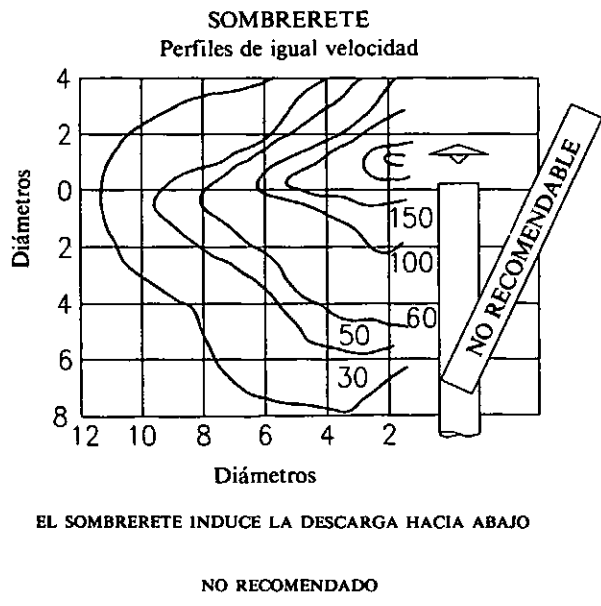 SOMBRERETE
Perfiles de igual velocidad
4
2
0
2
4
6
8
Diámetros
150
100
60
50
30
NO RECOMENDABLE
12 10 8 6 4 2
Diámetros
EL SOMBRERETE INDUCE LA DESCARGA HACIA ABAJO
NO RECOMENDADO